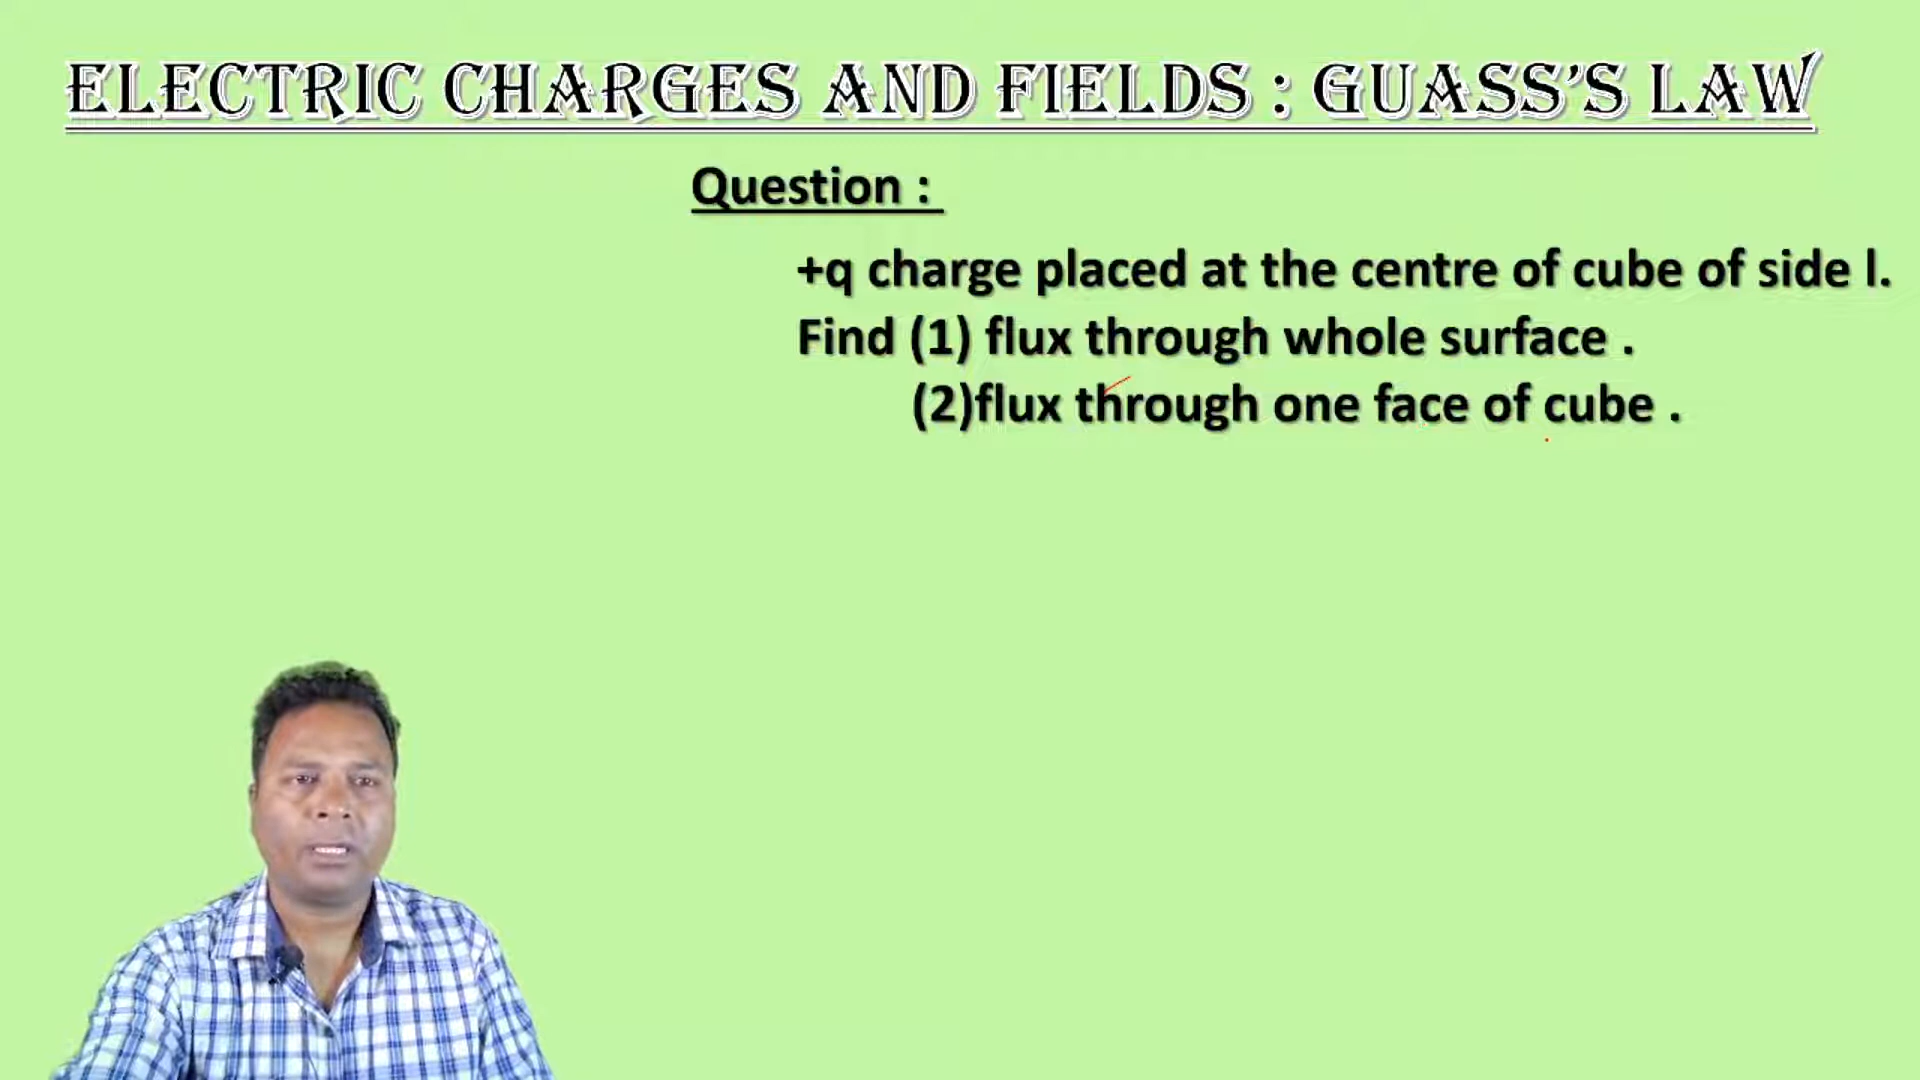 ELECTRIC CHARGES AND FIELDS : GUASS'S LAW
Question :
+q charge placed at the centre of cube of side l.
Find (1) flux through whole surface .
(2)flux through one face of cube .